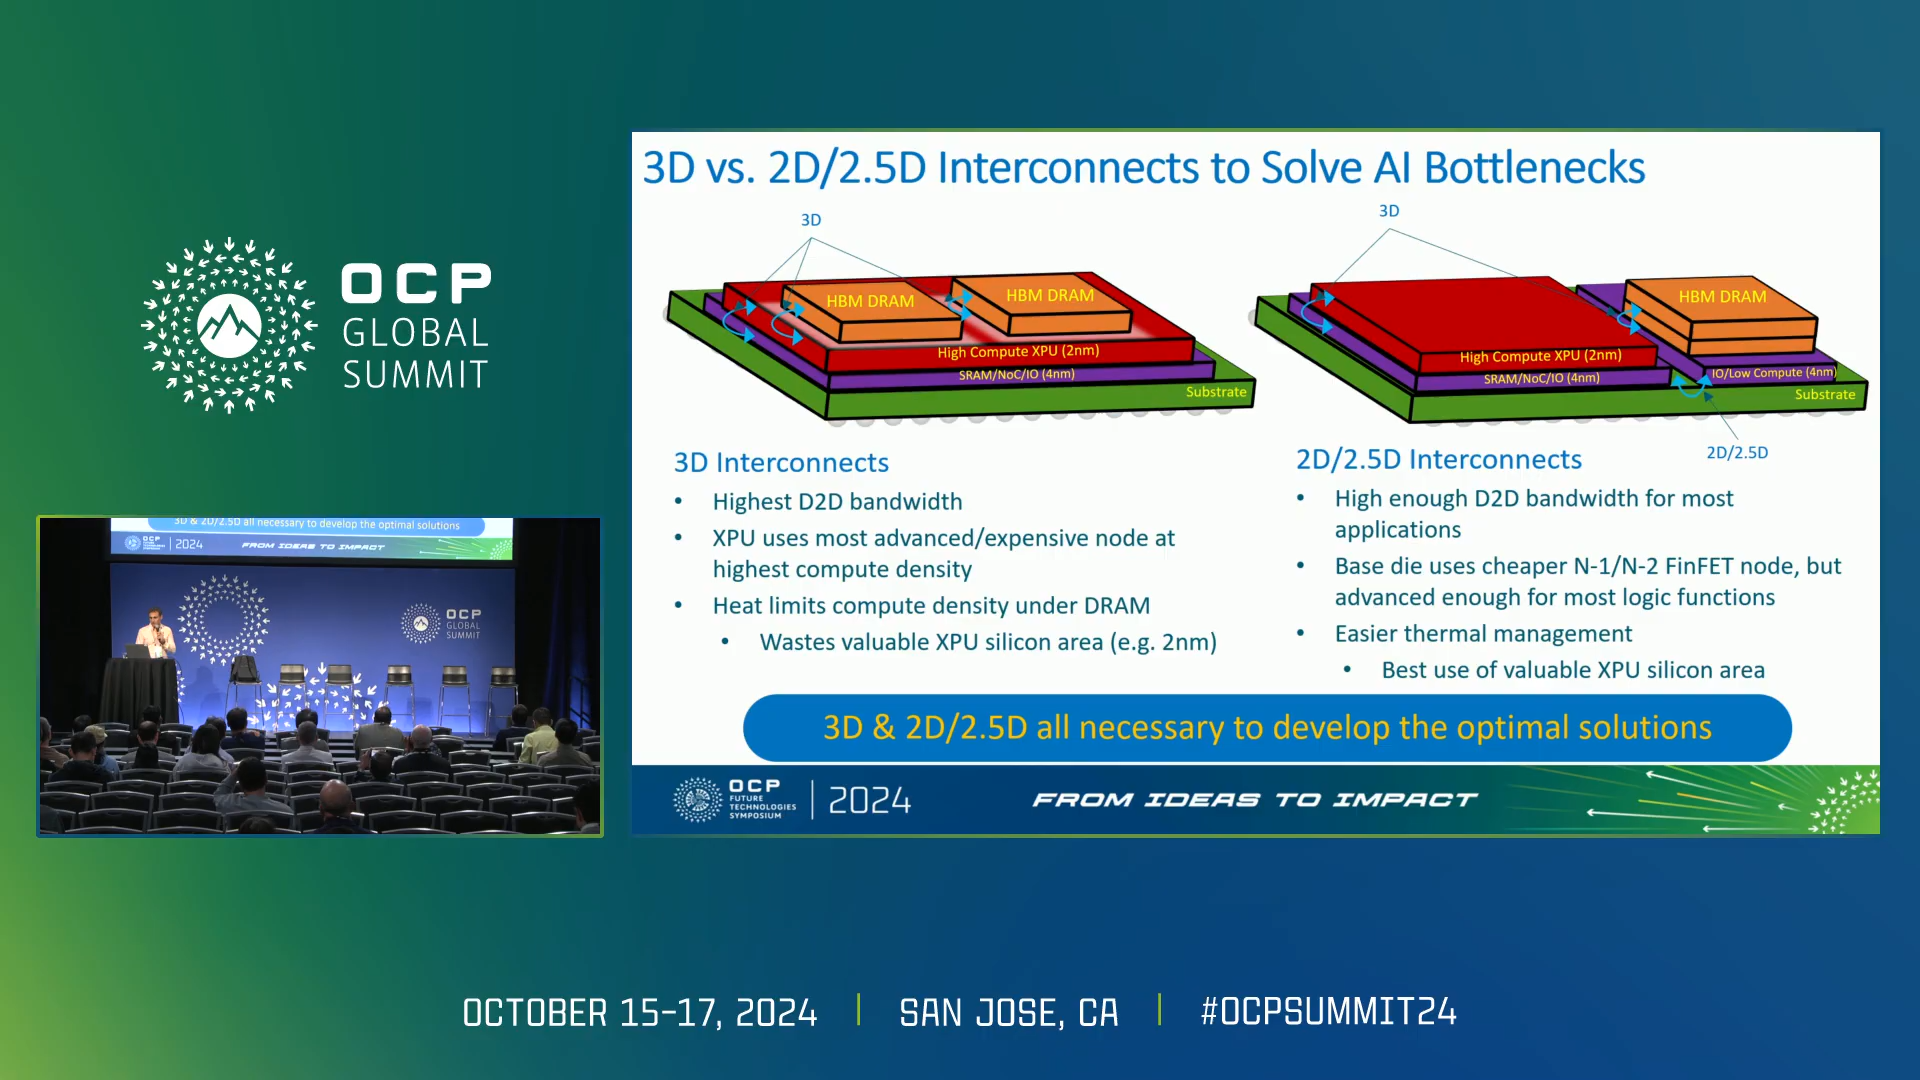 OCP
GLOBAL
SUMMIT
3D vs. 2D/2.5D Interconnects to Solve AI Bottlenecks
3D
HBM DRAM
HBM DRAM
High Compute XPU (2nm)
SRAM/NoC/IO (4nm)
Substrate
3D
HBM DRAM
High Compute XPU (2nm)
SRAM/NoC/IO (4nm)
IO/Low Compute (4nm)
Substrate
2D/2.5D
3D Interconnects
• Highest D2D bandwidth
• XPU uses most advanced/expensive node at
highest compute density
• Heat limits compute density under DRAM
• Wastes valuable XPU silicon area (e.g. 2nm)
2D/2.5D Interconnects
• High enough D2D bandwidth for most
applications
• Base die uses cheaper N-1/N-2 FinFET node, but
advanced enough for most logic functions
• Easier thermal management
• Best use of valuable XPU silicon area
3D & 2D/2.5D all necessary to develop the optimal solutions
OCP
FUTURE
TECHNOLOGIES
SYMPOSIUM
2024
FROM IDEAS TO IMPACT
3D & 2D/2.5D all necessary to develop the optimal solutions
OCP
2024
FROM IDEAS TO IMPACT
OCP
GLOBAL
SUMMIT
OCTOBER 15-17, 2024 | SAN JOSE, CA | #OCPSUMMIT24